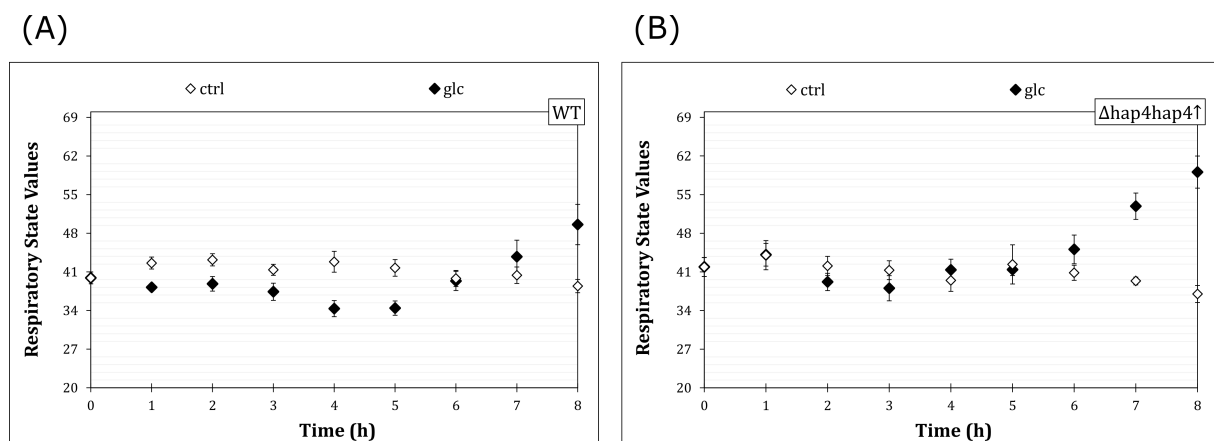 (A)
(B)
ctrl
glc
WT
Respiratory State Values
69
62
55
48
41
34
27
20
0 1 2 3 4 5 6 7 8
Time (h)
ctrl
glc
Δhap4hap4↑
Respiratory State Values
69
62
55
48
41
34
27
20
0 1 2 3 4 5 6 7 8
Time (h)